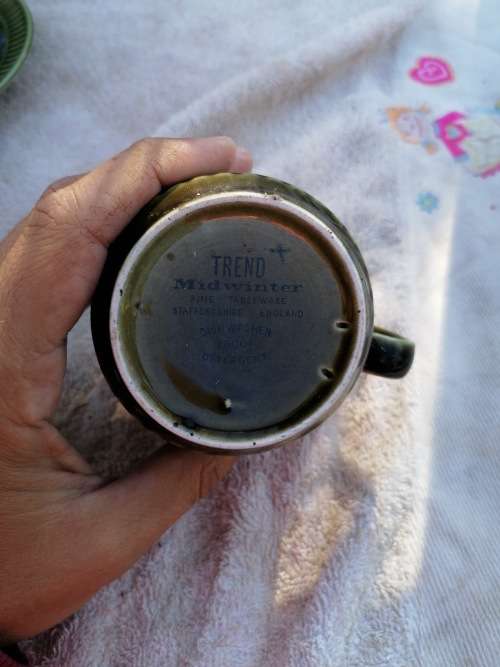 TREND
Midwinter
FINE TABLEWARE
STAFFORDSHIRE ENGLAND
DISHWASHER
PROOF
DETERGENT